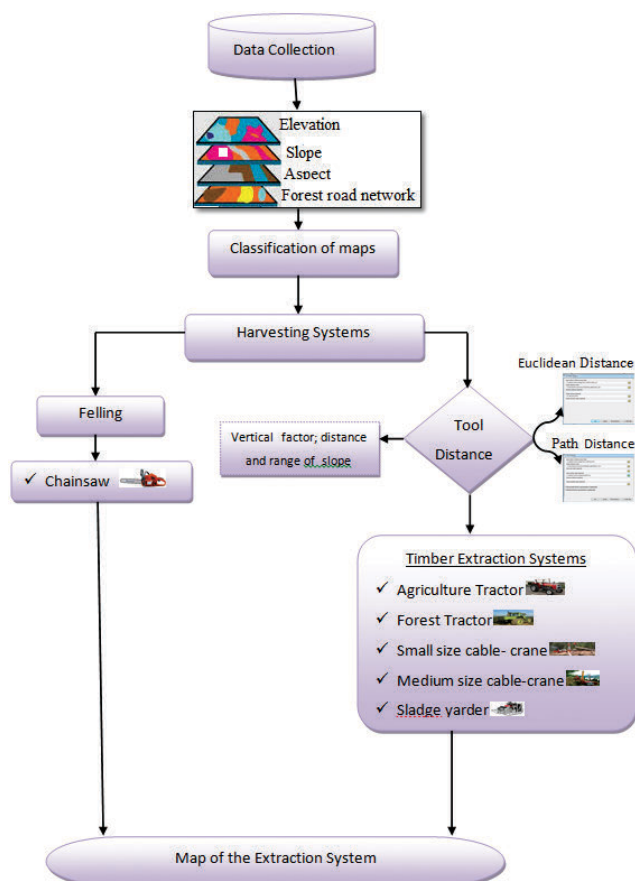 Data Collection
Elevation
Slope
Aspect
Forest road network
Classification of maps
Harvesting Systems
Felling
✓ Chainsaw
Tool
Distance
Euclidean Distance
Path Distance
Vertical factor; distance
and range of slope
Timber Extraction Systems
✓ Agriculture Tractor
✓ Forest Tractor
✓ Small size cable- crane
✓ Medium size cable-crane
✓ Sladge yarder
Map of the Extraction System